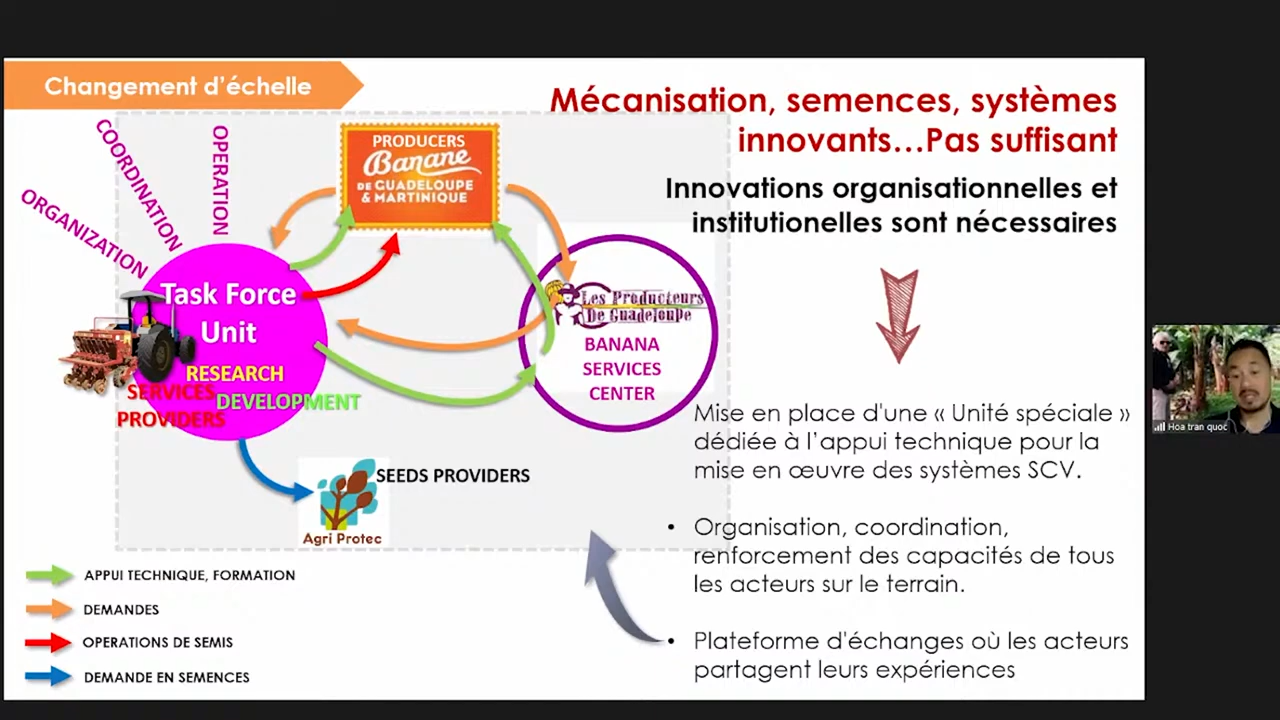 Changement d'échelle
Mécanisation, semences, systèmes
innovants...Pas suffisant
Innovations organisationnelles et
institutionelles sont nécessaires
ORGANIZATION
COORDINATION
OPERATION
PRODUCERS
Banane
DE GUADELOUPE
& MARTINIQUE
Task Force
Unit
RESEARCH
DEVELOPMENT
SERVICES
PROVIDERS
Les Producteurs
De Guadeloupe
BANANA
SERVICES
CENTER
SEEDS PROVIDERS
Agri Protec
Mise en place d'une « Unité spéciale »
dédiée à l'appui technique pour la
mise en œuvre des systèmes SCV.
• Organisation, coordination,
renforcement des capacités de tous
les acteurs sur le terrain.
• Plateforme d'échanges où les acteurs
partagent leurs expériences
APPUI TECHNIQUE, FORMATION
DEMANDES
OPERATIONS DE SEMIS
DEMANDE EN SEMENCES
Hoa tran quoc